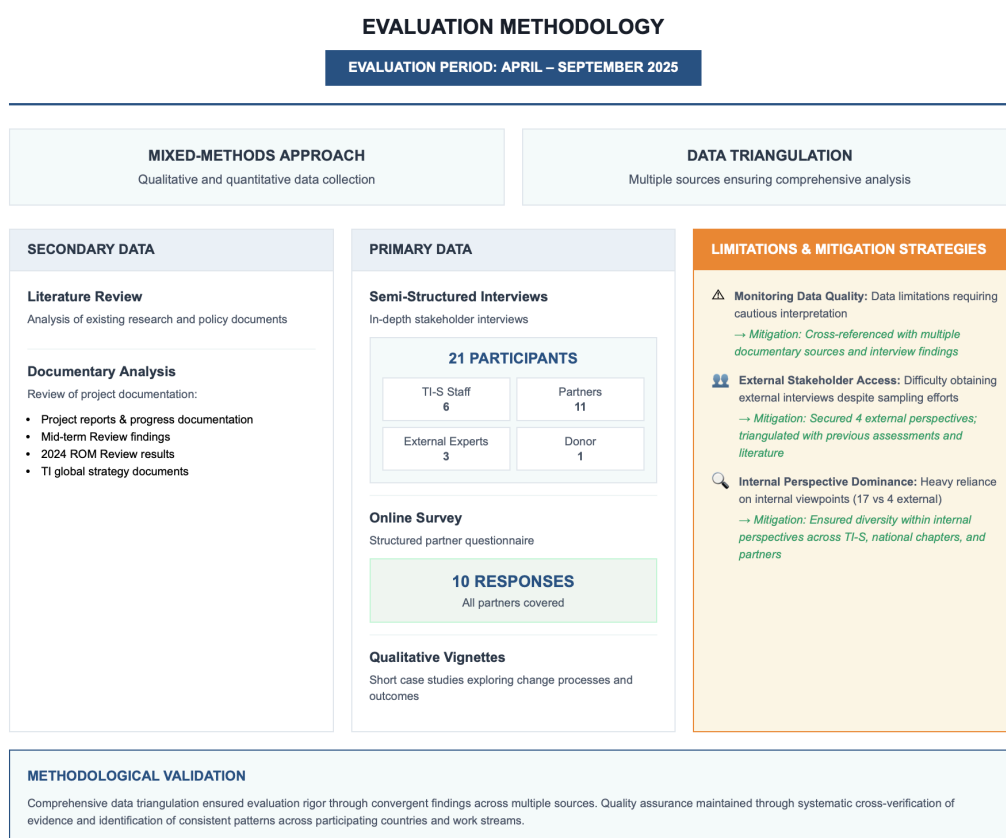 EVALUATION METHODOLOGY
EVALUATION PERIOD: APRIL – SEPTEMBER 2025
MIXED-METHODS APPROACH
Qualitative and quantitative data collection
DATA TRIANGULATION
Multiple sources ensuring comprehensive analysis
SECONDARY DATA
Literature Review
Analysis of existing research and policy documents
Documentary Analysis
Review of project documentation:
• Project reports & progress documentation
• Mid-term Review findings
• 2024 ROM Review results
• TI global strategy documents
PRIMARY DATA
Semi-Structured Interviews
In-depth stakeholder interviews
21 PARTICIPANTS
TI-S Staff
6
Partners
11
External Experts
3
Donor
1
Online Survey
Structured partner questionnaire
10 RESPONSES
All partners covered
Qualitative Vignettes
Short case studies exploring change processes and
outcomes
LIMITATIONS & MITIGATION STRATEGIES
Monitoring Data Quality: Data limitations requiring
cautious interpretation
→ Mitigation: Cross-referenced with multiple
documentary sources and interview findings
External Stakeholder Access: Difficulty obtaining
external interviews despite sampling efforts
→ Mitigation: Secured 4 external perspectives;
triangulated with previous assessments and
literature
Internal Perspective Dominance: Heavy reliance
on internal viewpoints (17 vs 4 external)
→ Mitigation: Ensured diversity within internal
perspectives across TI-S, national chapters, and
partners
METHODOLOGICAL VALIDATION
Comprehensive data triangulation ensured evaluation rigor through convergent findings across multiple sources. Quality assurance maintained through systematic cross-verification of
evidence and identification of consistent patterns across participating countries and work streams.